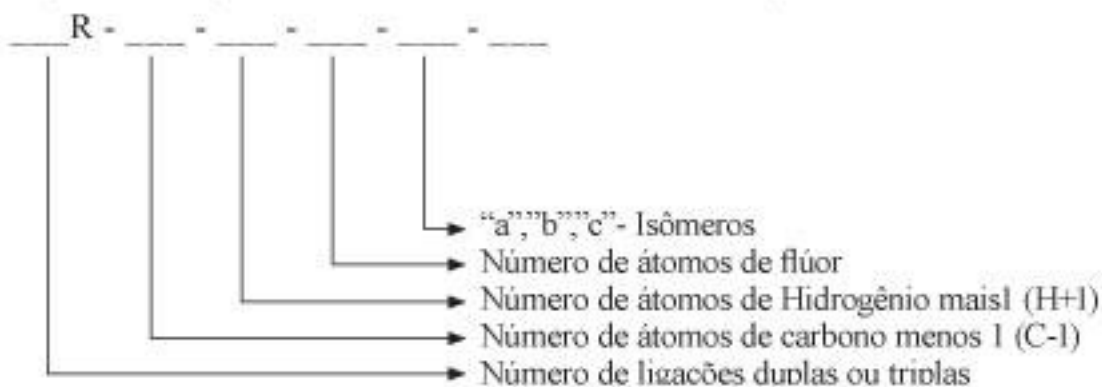 ___R - ___ - ___ - ___ - ___ - ___
“a”,”b”,”c”- Isômeros
Número de átomos de flúor
Número de átomos de Hidrogênio mais1 (H+1)
Número de átomos de carbono menos 1 (C-1)
Número de ligações duplas ou triplas